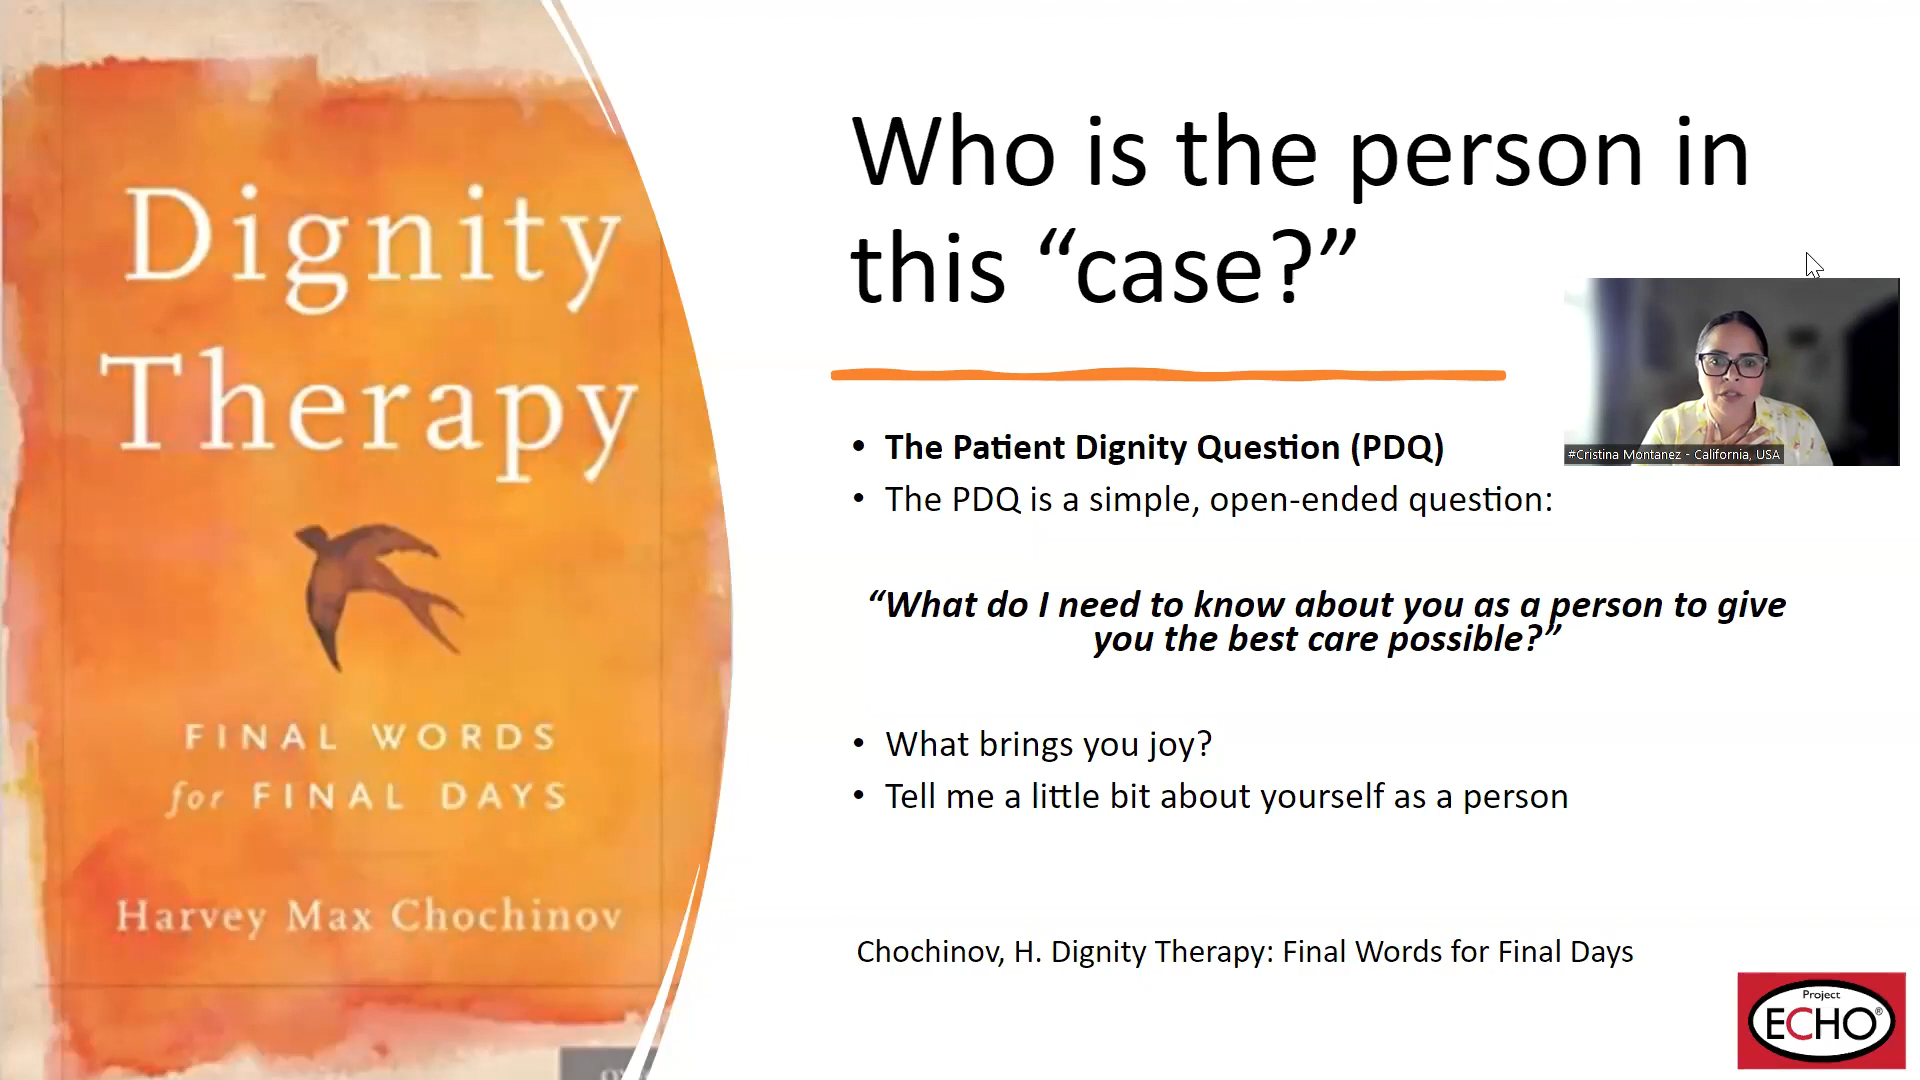 Dignity
Therapy
FINAL WORDS
for FINAL DAYS
Harvey Max Chochinov
Who is the person in
this “case?”
#Cristina Montanez - California, USA
• The Patient Dignity Question (PDQ)
• The PDQ is a simple, open-ended question:
“What do I need to know about you as a person to give
you the best care possible?”
• What brings you joy?
• Tell me a little bit about yourself as a person
Chochinov, H. Dignity Therapy: Final Words for Final Days
Project
ECHO®